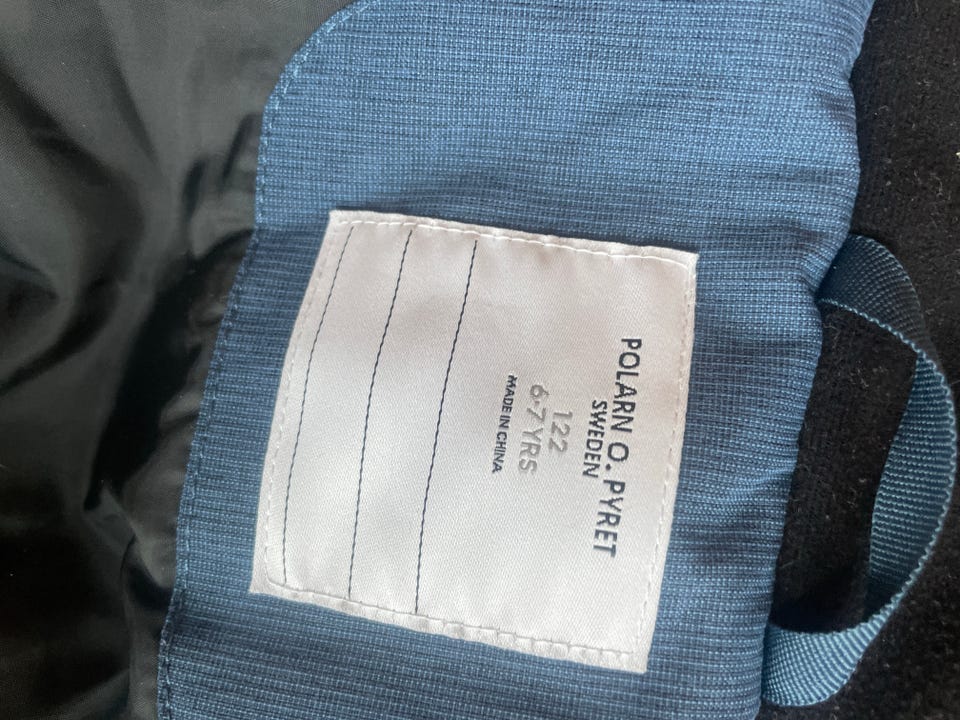 POLARN O. PYRET
SWEDEN
122
6-7 YRS
MADE IN CHINA